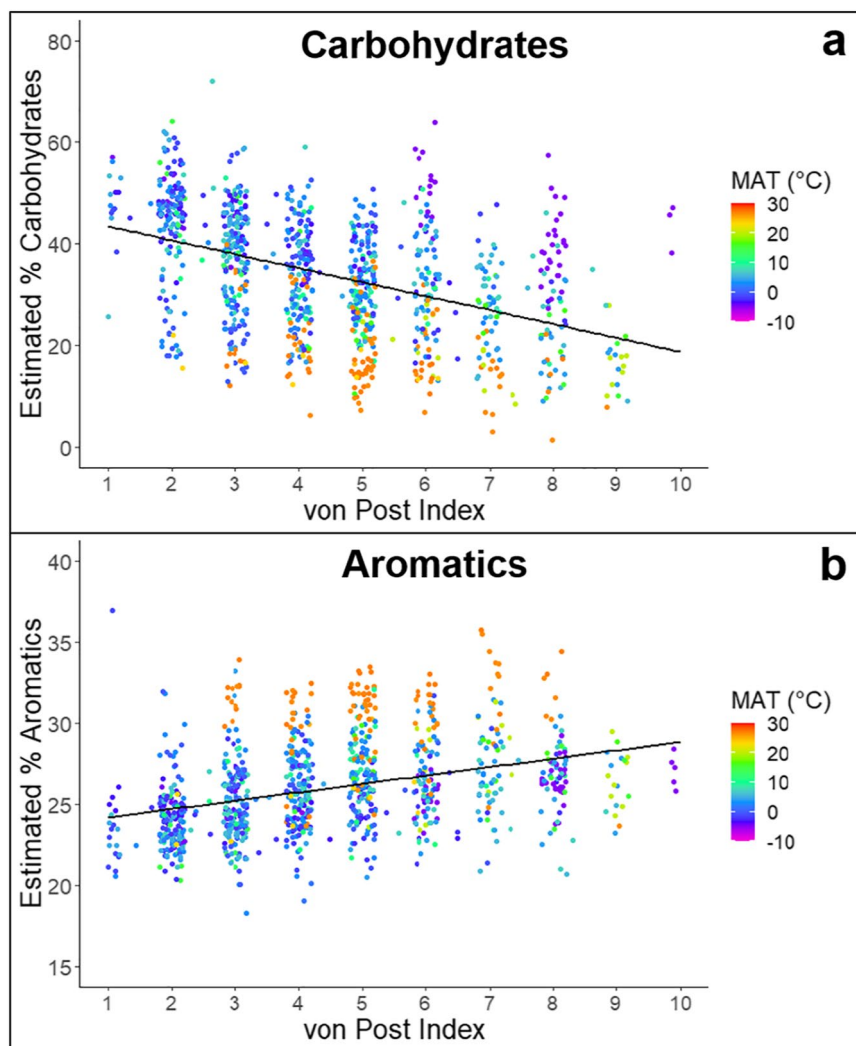 Carbohydrates
a
80
60
40
20
0
Estimated % Carbohydrates
1 2 3 4 5 6 7 8 9 10
von Post Index
MAT (°C)
30
20
10
0
-10
Aromatics
b
40
35
30
25
20
15
Estimated % Aromatics
1 2 3 4 5 6 7 8 9 10
von Post Index
MAT (°C)
30
20
10
0
-10